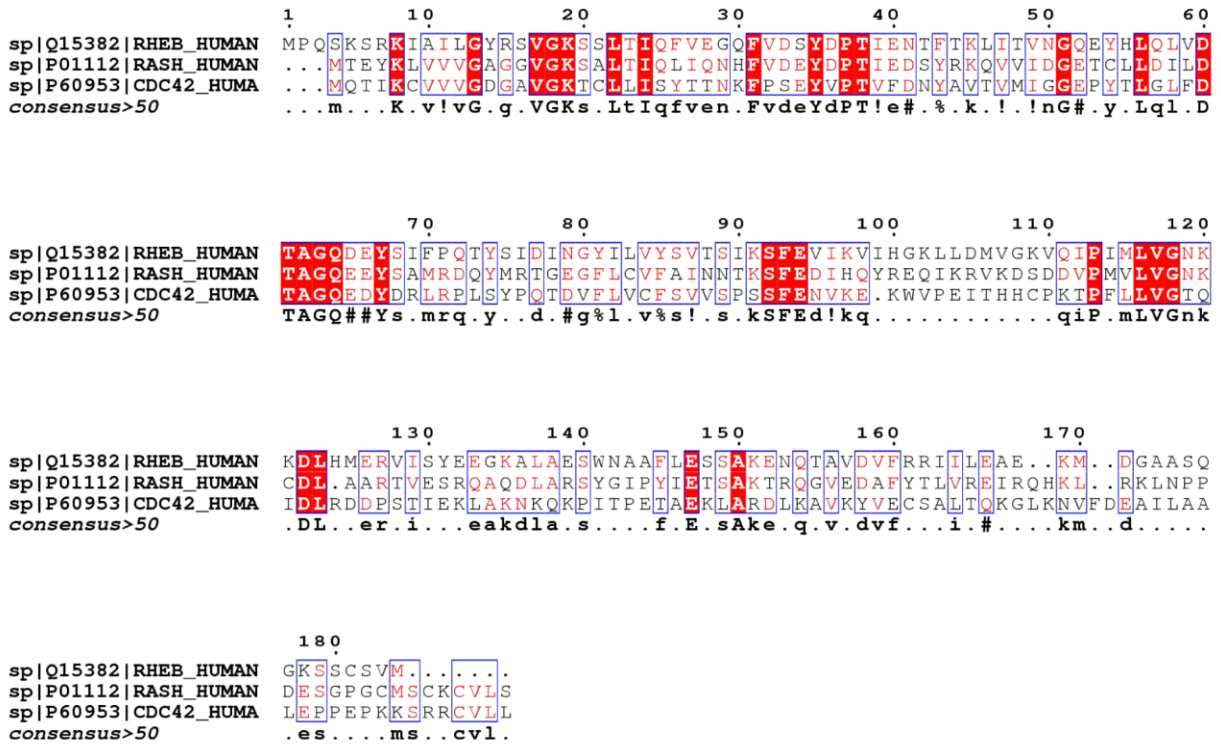 1 10 20 30 40 50 60
sp|Q15382|RHEB_HUMAN MPQSKSRKIAILGYRSVGKSSLTIQFVEGQFVDSYDPTIENTFTKLITVNGQEYHLQLVD
sp|P01112|RASH_HUMAN ...MTEYKLVVVGAGGVGKSALTIQLIQNHFVDEYDPTIEDSYRKQVVIDGETCLLDILD
sp|P60953|CDC42_HUMA ...MQTIKCVVVGDGAVGKTCLLISYTTNKFPSEYVPTVFDNYAVTVMIGGEPYTLGLFD
consensus>50 ...m...K.v!vG.g.VGKs.LtIqfven.FvdeYdPT!e#.%.k.!.!nG#.y.Lql.D
70 80 90 100 110 120
sp|Q15382|RHEB_HUMAN TAGQDEYSIFPQTYSIDINGYILVYSVTSIKSFEVIKVIHGKLLDMVGKVQIPIMLVGNK
sp|P01112|RASH_HUMAN TAGQEEYSAMRDQYMRTGEGFLCVFAINNTKSFEDIHQYREQIKRVKDSDDVPMVLVGNK
sp|P60953|CDC42_HUMA TAGQEDYDRLRPLSYPQTDVFLVCFSVVSPSSFENVKE.KWVPEITHHCPKTPFLLVGTQ
consensus>50 TAGQ##Ys.mrq.y..d.#g%l.v%s!.s.kSFEd!kq............qiP.mLVGnk
130 140 150 160 170
sp|Q15382|RHEB_HUMAN KDLHMERVISYEEGKALAESWNAAFLESSAKENQTAVDVFRRIILEAE..KM..DGAASQ
sp|P01112|RASH_HUMAN CDL.AARTVESRQAQDLARSYGIPYIETSAKTRQGVEDAFYTLVREIRQHKL..RKLNPP
sp|P60953|CDC42_HUMA IDLRDDPSTIEKLAKNKQKPITPETAEKLARDLKAVKYVECSALTQKGLKNVFDEAILAA
consensus>50 .DL..er.i...eakdla.s....f.E.sAke.q.v.dvf...i.#....km..d.....
180
sp|Q15382|RHEB_HUMAN GKSSCSVM.......
sp|P01112|RASH_HUMAN DESGPGCMSCKCVLS
sp|P60953|CDC42_HUMA LEPPEPKKSRRCVLL
consensus>50 .es....ms..cvl.